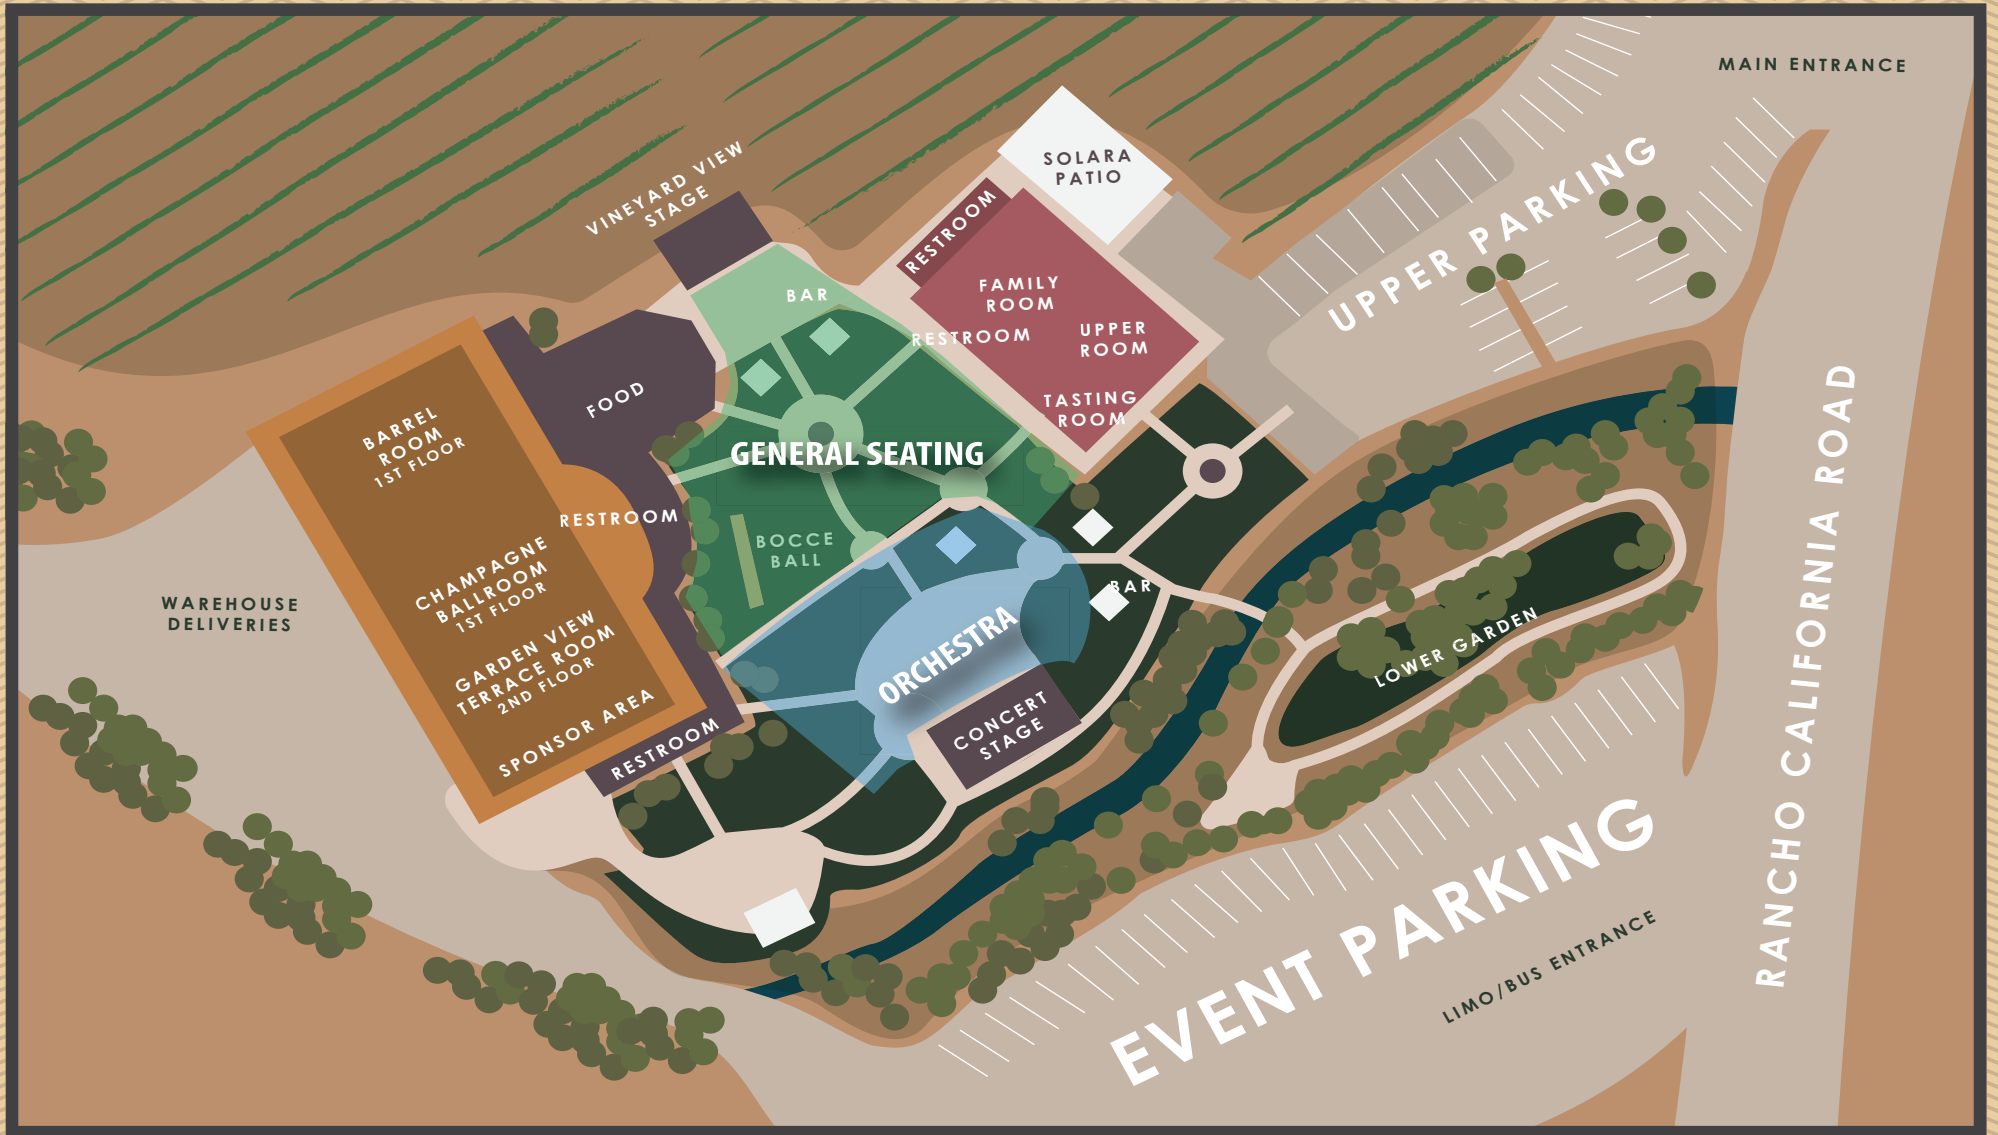 MAIN ENTRANCE
UPPER PARKING
SOLARA
PATIO
VINEYARD VIEW
STAGE
RESTROOM
BAR
FAMILY
ROOM
RESTROOM
UPPER
ROOM
TASTING
ROOM
FOOD
BARREL
ROOM
1ST FLOOR
GENERAL SEATING
RESTROOM
BOCCE
BALL
CHAMPAGNE
BALLROOM
1ST FLOOR
BAR
WAREHOUSE
DELIVERIES
GARDEN VIEW
TERRACE ROOM
2ND FLOOR
ORCHESTRA
LOWER GARDEN
SPONSOR AREA
RESTROOM
CONCERT
STAGE
RANCHO CALIFORNIA ROAD
EVENT PARKING
LIMO/BUS ENTRANCE